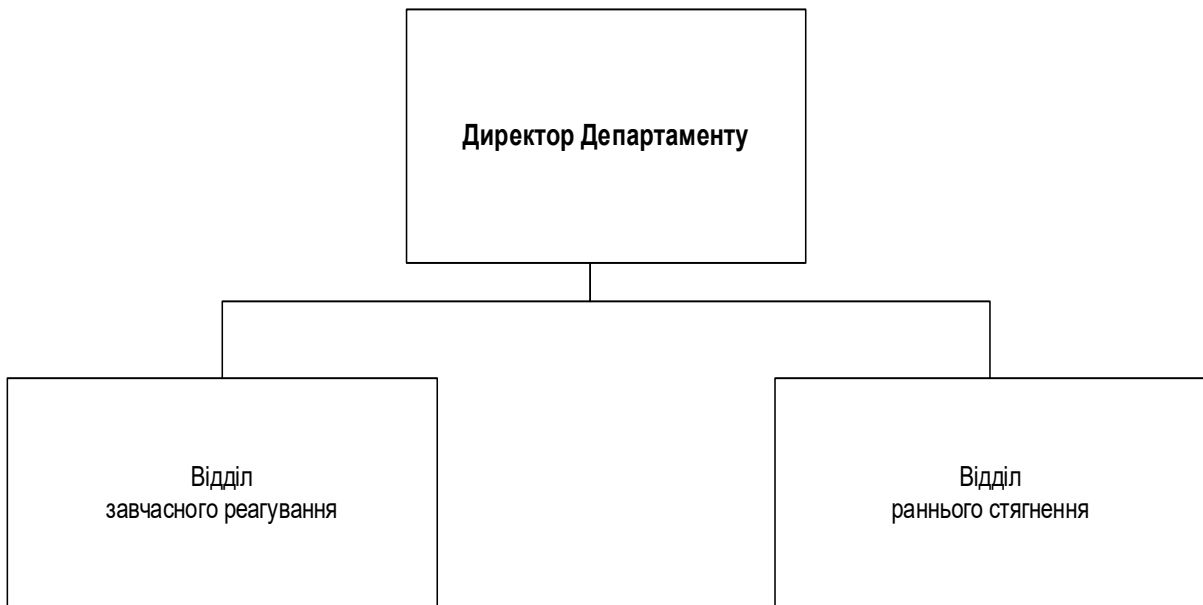 Директор Департаменту
Відділ
завчасного реагування
Відділ
раннього стягнення